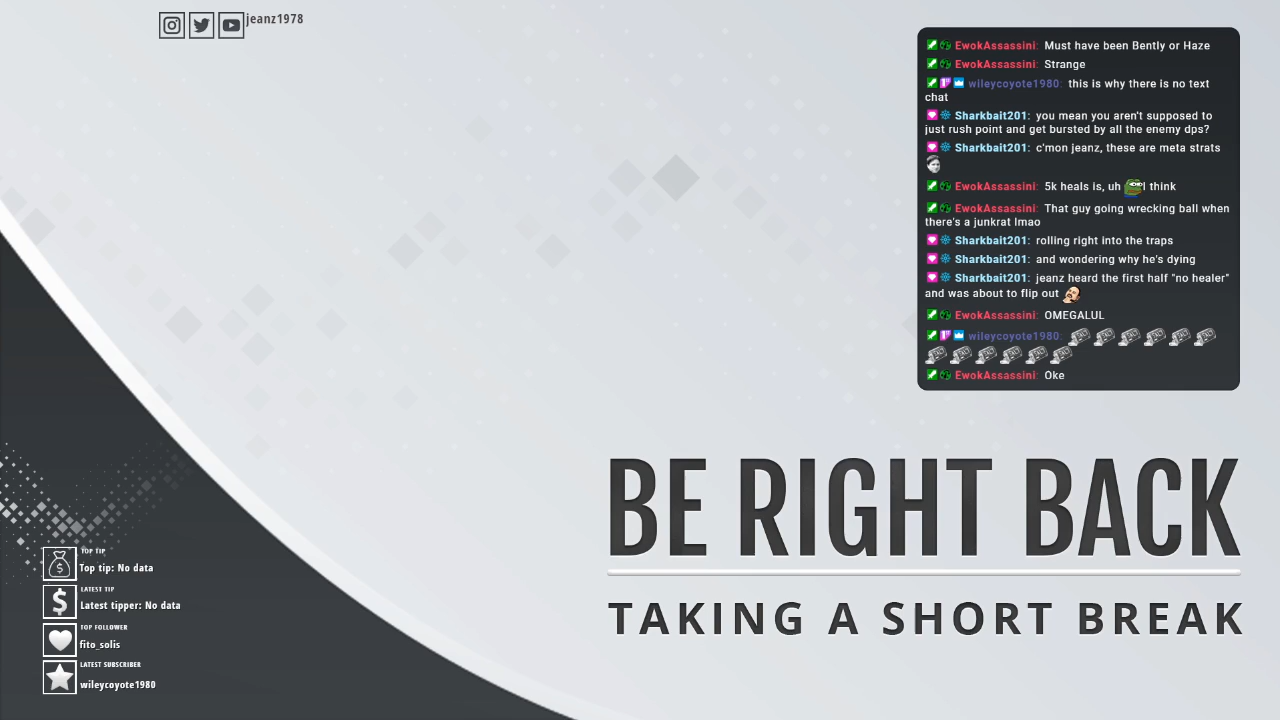 jeanz1978
EwokAssassini: Must have been Bently or Haze
EwokAssassini: Strange
wileycoyote1980: this is why there is no text
chat
Sharkbait201: you mean you aren't supposed to
just rush point and get bursted by all the enemy dps?
Sharkbait201: c'mon jeanz, these are meta strats
EwokAssassini: 5k heals is, uh I think
EwokAssassini: That guy going wrecking ball when
there's a junkrat lmao
Sharkbait201: rolling right into the traps
Sharkbait201: and wondering why he's dying
Sharkbait201: jeanz heard the first half "no healer"
and was about to flip out
EwokAssassini: OMEGALUL
wileycoyote1980:
EwokAssassini: Oke
BE RIGHT BACK
TAKING A SHORT BREAK
TOP TIP
Top tip: No data
LATEST TIP
Latest tipper: No data
TOP FOLLOWER
fito_solis
LATEST SUBSCRIBER
wileycoyote1980